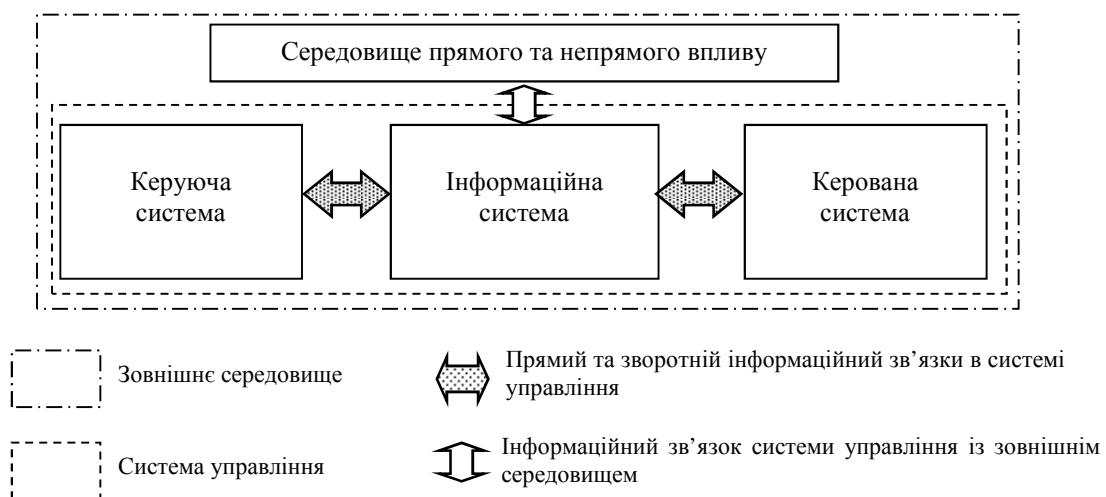 Середовище прямого та непрямого впливу
Керуюча
система
Інформаційна
система
Керована
система
Зовнішнє середовище
Прямий та зворотній інформаційний зв’язки в системі
управління
Система управління
Інформаційний зв’язок системи управління із зовнішнім
середовищем